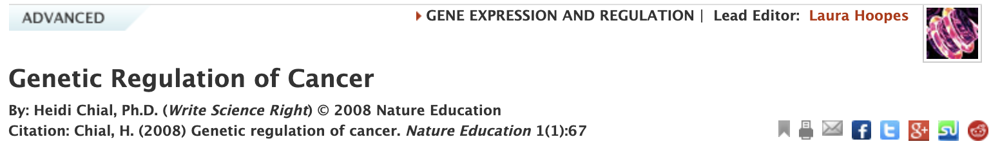 ADVANCED
GENE EXPRESSION AND REGULATION | Lead Editor: Laura Hoopes
Genetic Regulation of Cancer
By: Heidi Chial, Ph.D. (Write Science Right) © 2008 Nature Education
Citation: Chial, H. (2008) Genetic regulation of cancer. Nature Education 1(1):67